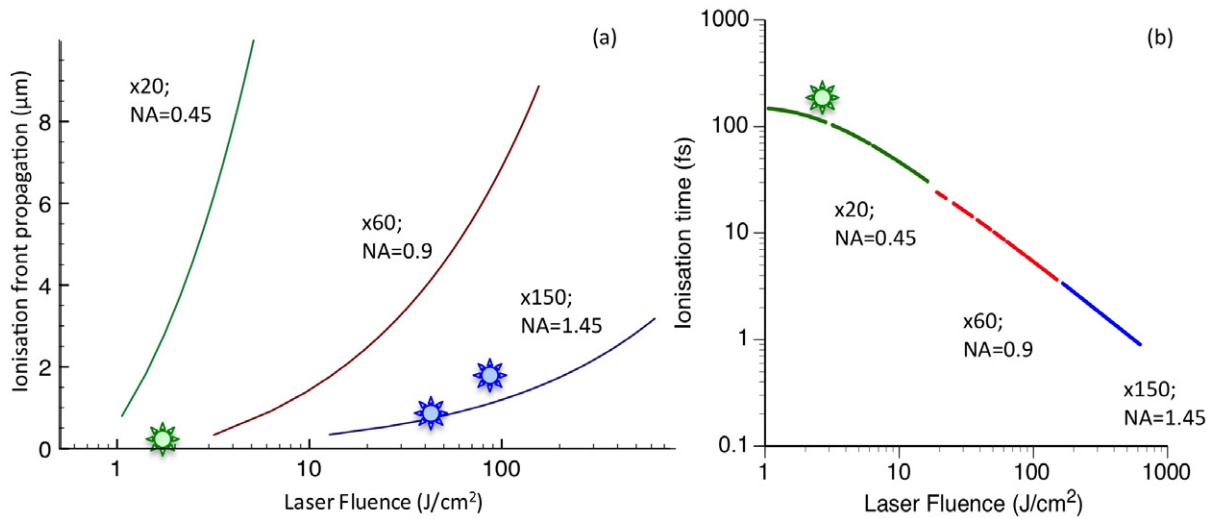 (a)
x20;
NA=0.45
x60;
NA=0.9
x150;
NA=1.45
Ionisation front propagation (μm)
8
6
4
2
0
1
10
100
Laser Fluence (J/cm²)
(b)
1000
100
10
1
0.1
Ionisation time (fs)
x20;
NA=0.45
x60;
NA=0.9
x150;
NA=1.45
1
10
100
1000
Laser Fluence (J/cm²)